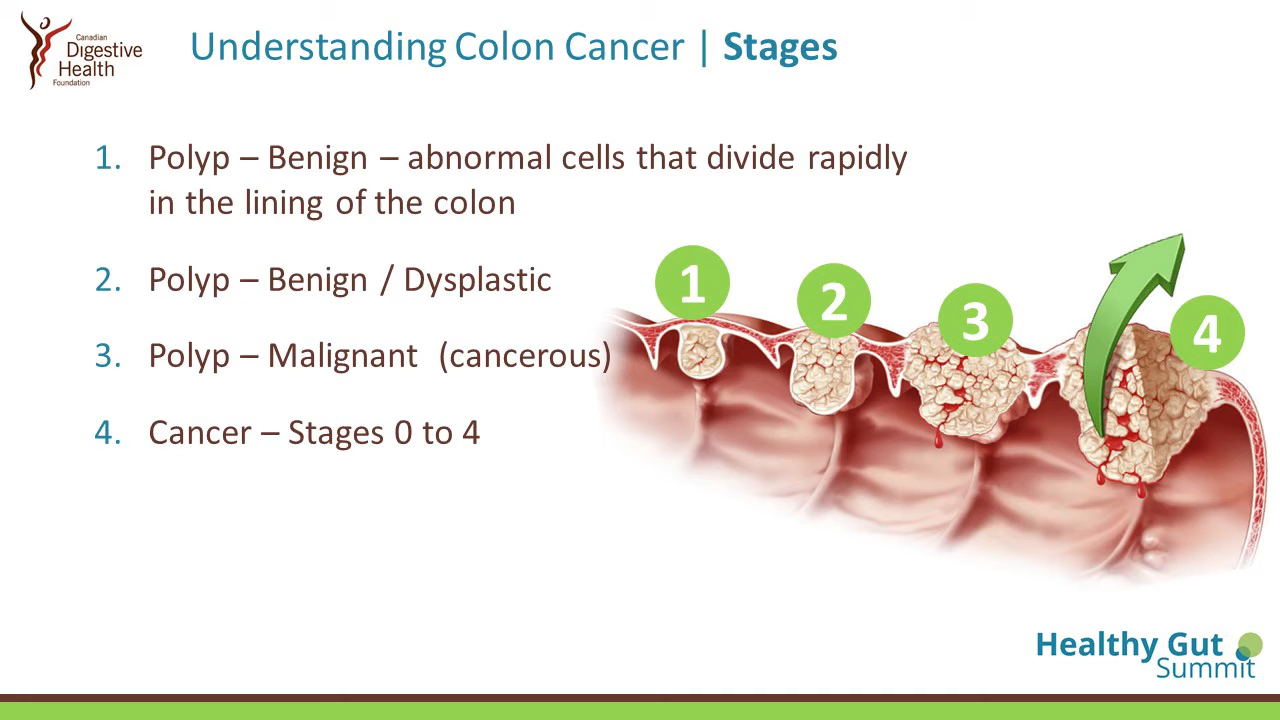 Canadian
Digestive
Health
Foundation
Understanding Colon Cancer | Stages
1. Polyp – Benign – abnormal cells that divide rapidly
in the lining of the colon
2. Polyp – Benign / Dysplastic
3. Polyp – Malignant (cancerous)
4. Cancer – Stages 0 to 4
1
2
3
4
Healthy Gut
Summit